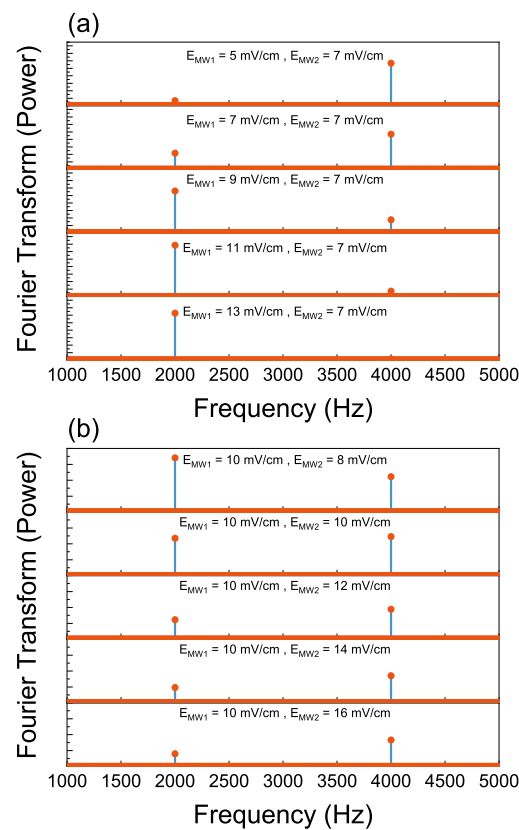 (a)
E_MW1 = 5 mV/cm , E_MW2 = 7 mV/cm
E_MW1 = 7 mV/cm , E_MW2 = 7 mV/cm
E_MW1 = 9 mV/cm , E_MW2 = 7 mV/cm
E_MW1 = 11 mV/cm , E_MW2 = 7 mV/cm
E_MW1 = 13 mV/cm , E_MW2 = 7 mV/cm
Fourier Transform (Power)
1000 1500 2000 2500 3000 3500 4000 4500 5000
Frequency (Hz)
(b)
E_MW1 = 10 mV/cm , E_MW2 = 8 mV/cm
E_MW1 = 10 mV/cm , E_MW2 = 10 mV/cm
E_MW1 = 10 mV/cm , E_MW2 = 12 mV/cm
E_MW1 = 10 mV/cm , E_MW2 = 14 mV/cm
E_MW1 = 10 mV/cm , E_MW2 = 16 mV/cm
Fourier Transform (Power)
1000 1500 2000 2500 3000 3500 4000 4500 5000
Frequency (Hz)